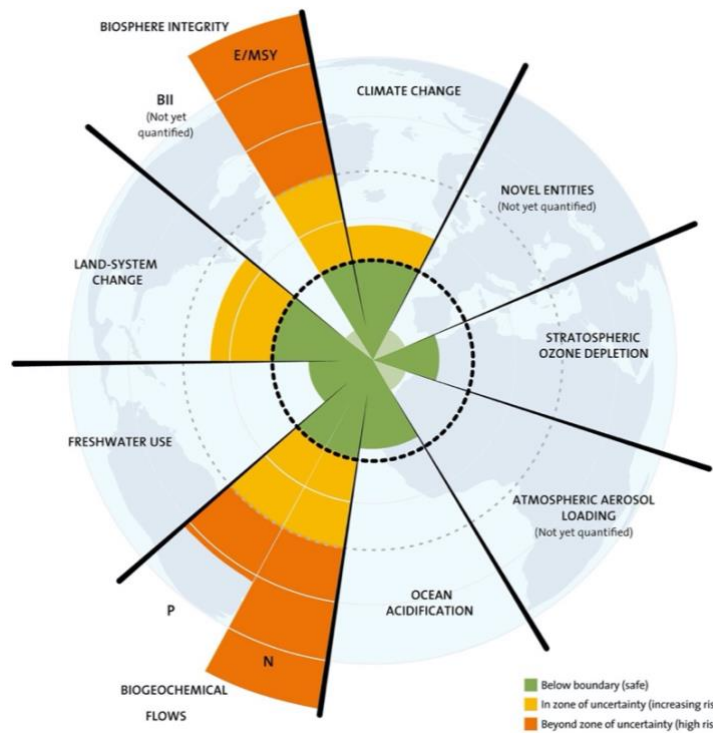 BIOSPHERE INTEGRITY
E/MSY
BII
(Not yet
quantified)
CLIMATE CHANGE
NOVEL ENTITIES
(Not yet quantified)
LAND-SYSTEM
CHANGE
STRATOSPHERIC
OZONE DEPLETION
FRESHWATER USE
ATMOSPHERIC AEROSOL
LOADING
(Not yet quantified)
OCEAN
ACIDIFICATION
P
N
BIOGEOCHEMICAL
FLOWS
Below boundary (safe)
In zone of uncertainty (increasing ris
Beyond zone of uncertainty (high ris